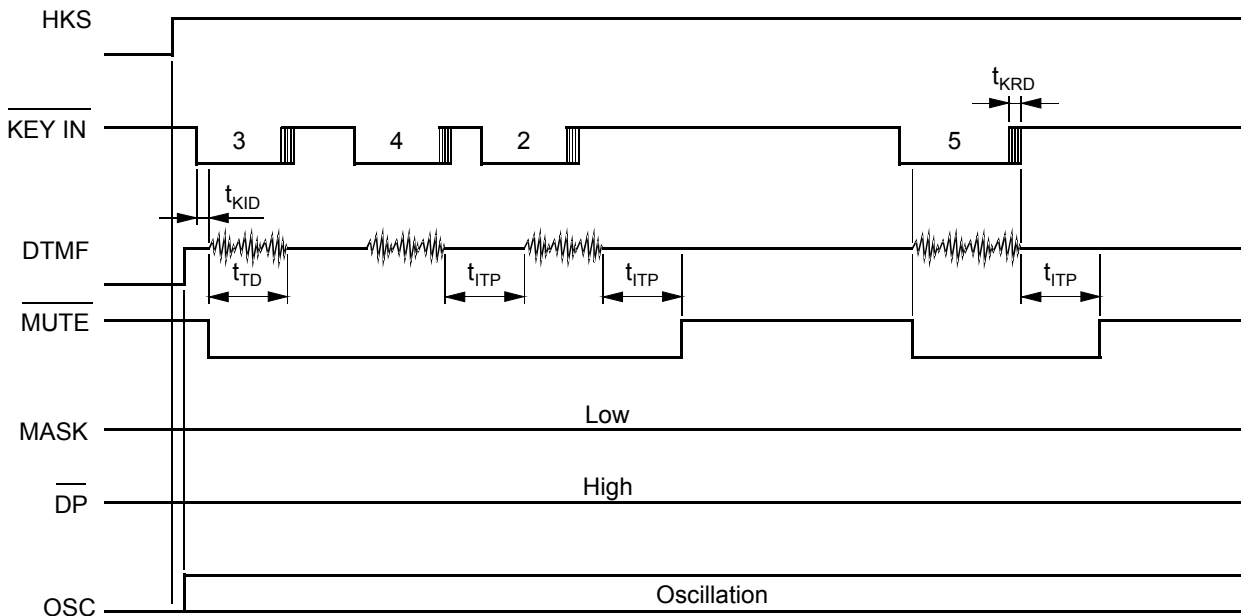 HKS
tKRD
KEY IN
3
4
2
5
tKID
DTMF
tTD
tITP
tITP
tITP
MUTE
Low
MASK
High
DP
Oscillation
OSC